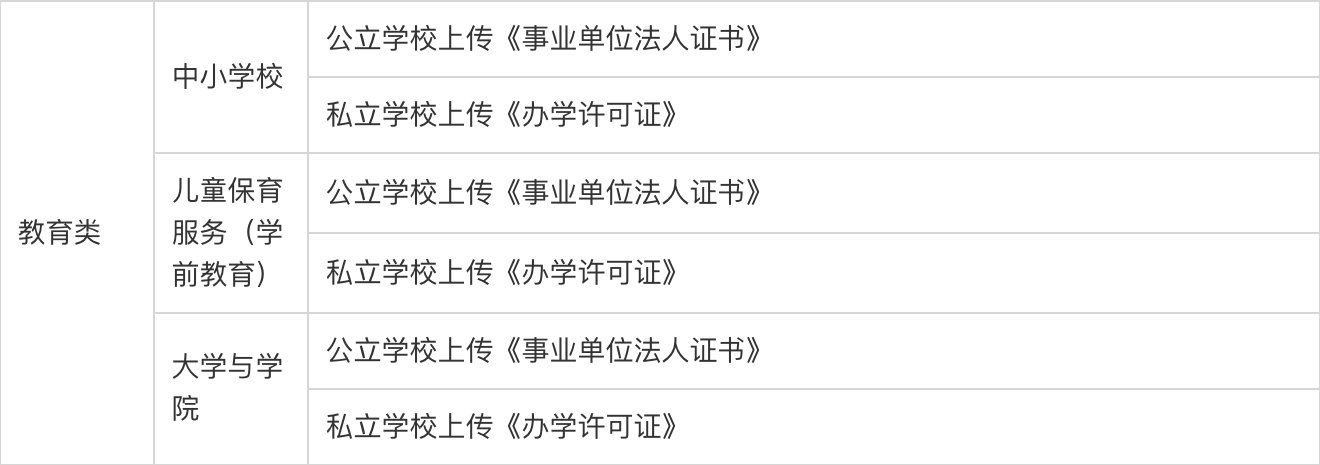 教育类
中小学校
公立学校上传《事业单位法人证书》
私立学校上传《办学许可证》
儿童保育
服务（学
前教育）
公立学校上传《事业单位法人证书》
私立学校上传《办学许可证》
大学与学
院
公立学校上传《事业单位法人证书》
私立学校上传《办学许可证》